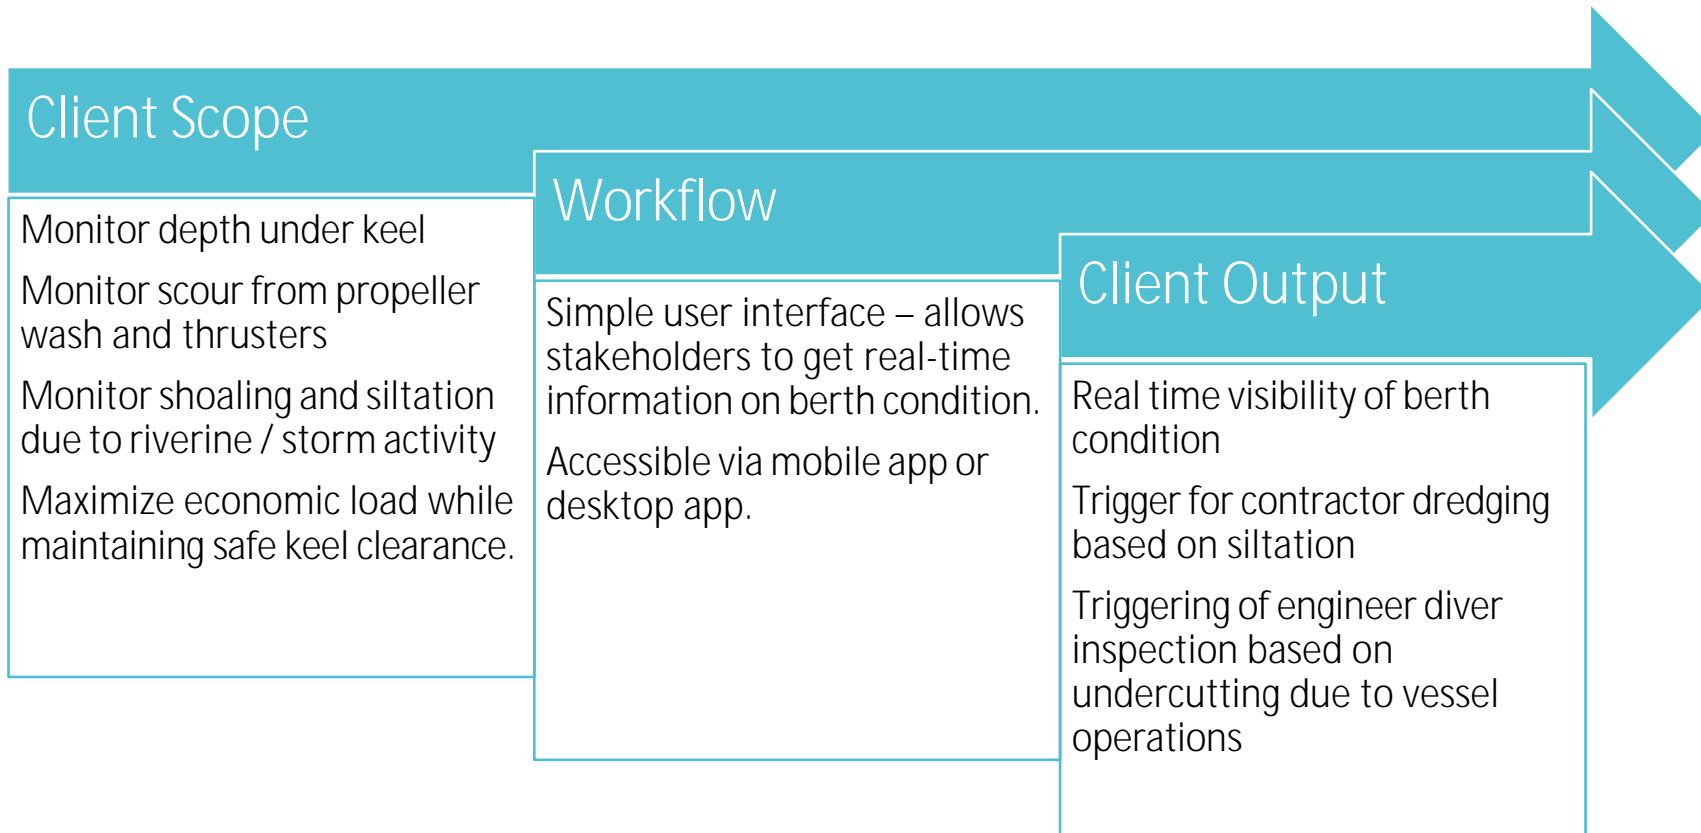 Client Scope
Monitor depth under keel
Monitor scour from propeller
wash and thrusters
Monitor shoaling and siltation
due to riverine / storm activity
Maximize economic load while
maintaining safe keel clearance.
Workflow
Simple user interface – allows
stakeholders to get real-time
information on berth condition.
Accessible via mobile app or
desktop app.
Client Output
Real time visibility of berth
condition
Trigger for contractor dredging
based on siltation
Triggering of engineer diver
inspection based on
undercutting due to vessel
operations